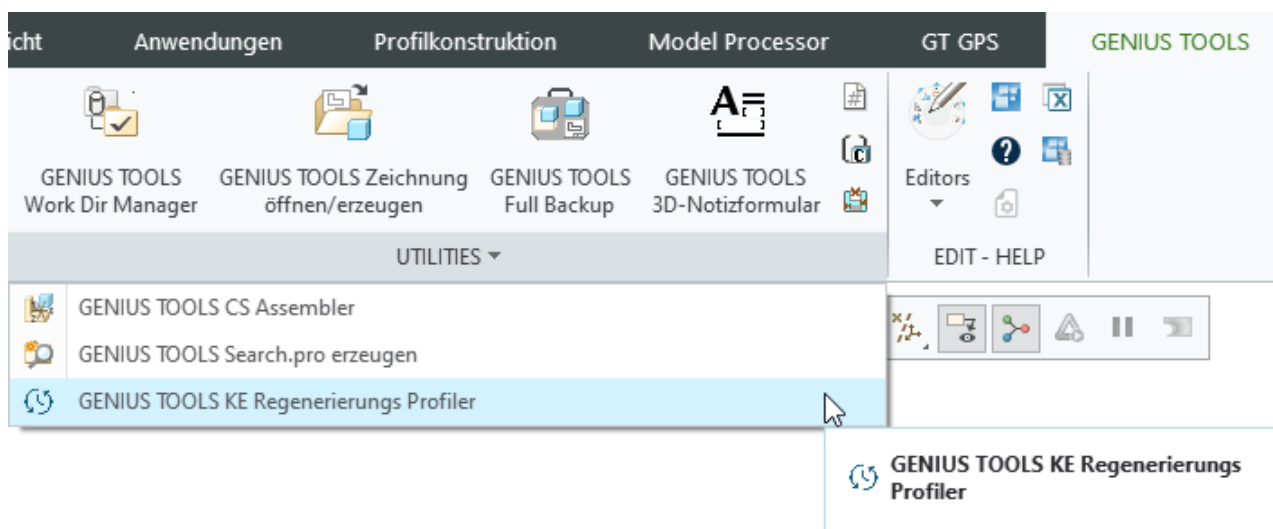 icht Anwendungen Profilkonstruktion Model Processor GT GPS GENIUS TOOLS
GENIUS TOOLS
Work Dir Manager
GENIUS TOOLS Zeichnung
öffnen/erzeugen
GENIUS TOOLS
Full Backup
GENIUS TOOLS
3D-Notizformular
Editors
UTILITIES
EDIT - HELP
GENIUS TOOLS CS Assembler
GENIUS TOOLS Search.pro erzeugen
GENIUS TOOLS KE Regenerierungs Profiler
GENIUS TOOLS KE Regenerierungs
Profiler